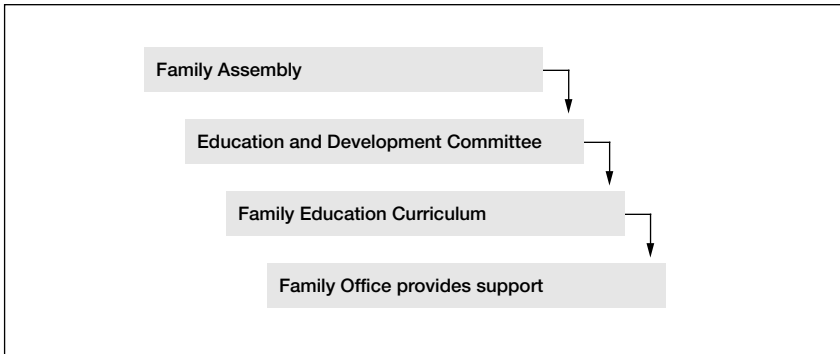 Family Assembly
Education and Development Committee
Family Education Curriculum
Family Office provides support